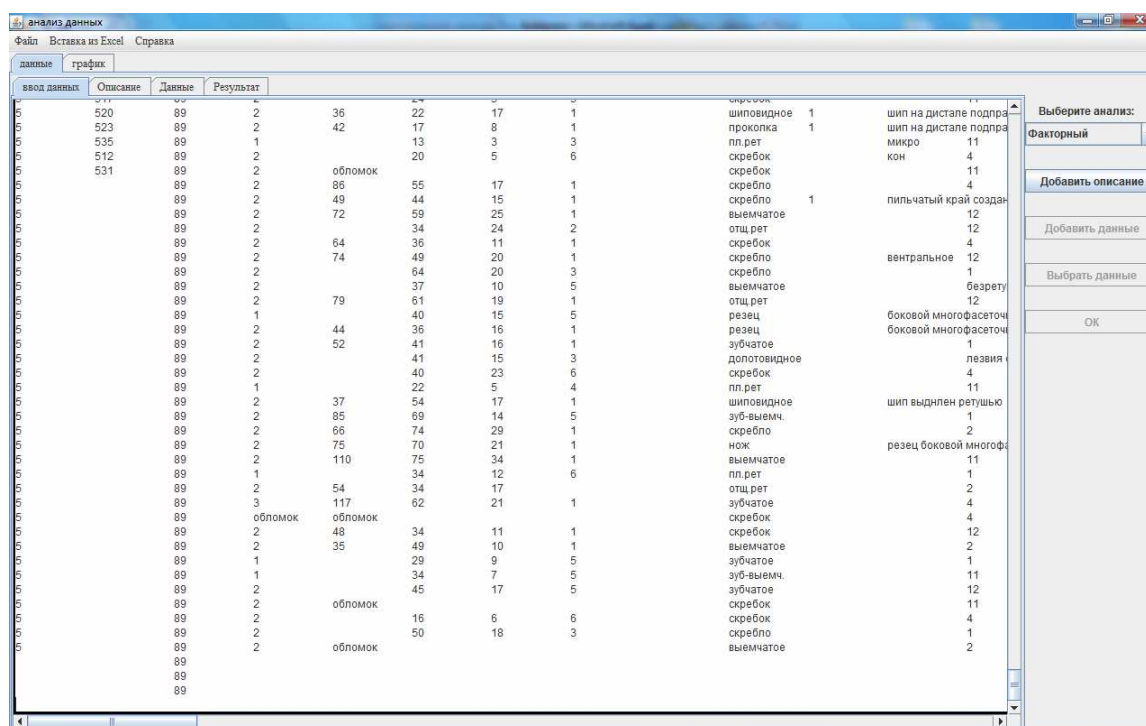 анализ данных
Файл Вставка из Excel Справка
данные график
ввод данных Описание Данные Результат
5 520 89 2 36 22 17 1 шиповидное 1 шип на дистале подпра
5 523 89 2 42 17 8 1 проколка 1 шип на дистале подпра
5 535 89 1 13 3 3 пл.рет микро 11
5 512 89 2 20 5 6 скребок кон 4
5 531 89 2 обломок скребок 11
5 89 2 86 55 17 1 скребло 4
5 89 2 49 44 15 1 скребло 1 пильчатый край создан
5 89 2 72 59 25 1 выемчатое 12
5 89 2 34 24 2 отщ.рет 12
5 89 2 64 36 11 1 скребок 4
5 89 2 74 49 20 1 скребло вентральное 12
5 89 2 64 20 3 скребло 1
5 89 2 37 10 5 выемчатое безрету
5 89 2 79 61 19 1 отщ.рет 12
5 89 1 40 15 5 резец боковой многофасеточн
5 89 2 44 36 16 1 резец боковой многофасеточн
5 89 2 52 41 16 1 зубчатое 1
5 89 2 41 15 3 долотовидное лезвия
5 89 2 40 23 6 скребок 4
5 89 1 22 5 4 пл.рет 11
5 89 2 37 54 17 1 шиповидное шип выднлен ретушью
5 89 2 85 69 14 5 зуб-выемч. 1
5 89 2 66 74 29 1 скребло 2
5 89 2 75 70 21 1 нож резец боковой многофа
5 89 2 110 75 34 1 выемчатое 11
5 89 1 34 12 6 пл.рет 1
5 89 2 54 34 17 отщ.рет 2
5 89 3 117 62 21 1 зубчатое 4
5 89 обломок обломок скребок 4
5 89 2 48 34 11 1 скребок 12
5 89 2 35 49 10 1 выемчатое 2
5 89 1 29 9 5 зубчатое 1
5 89 1 34 7 5 зуб-выемч. 11
5 89 2 45 17 5 зубчатое 12
5 89 2 обломок скребок 11
5 89 2 16 6 6 скребок 4
5 89 2 50 18 3 скребло 1
5 89 2 обломок выемчатое 2
89
89
89
Выберите анализ:
Факторный
Добавить описание
Добавить данные
Выбрать данные
ОК